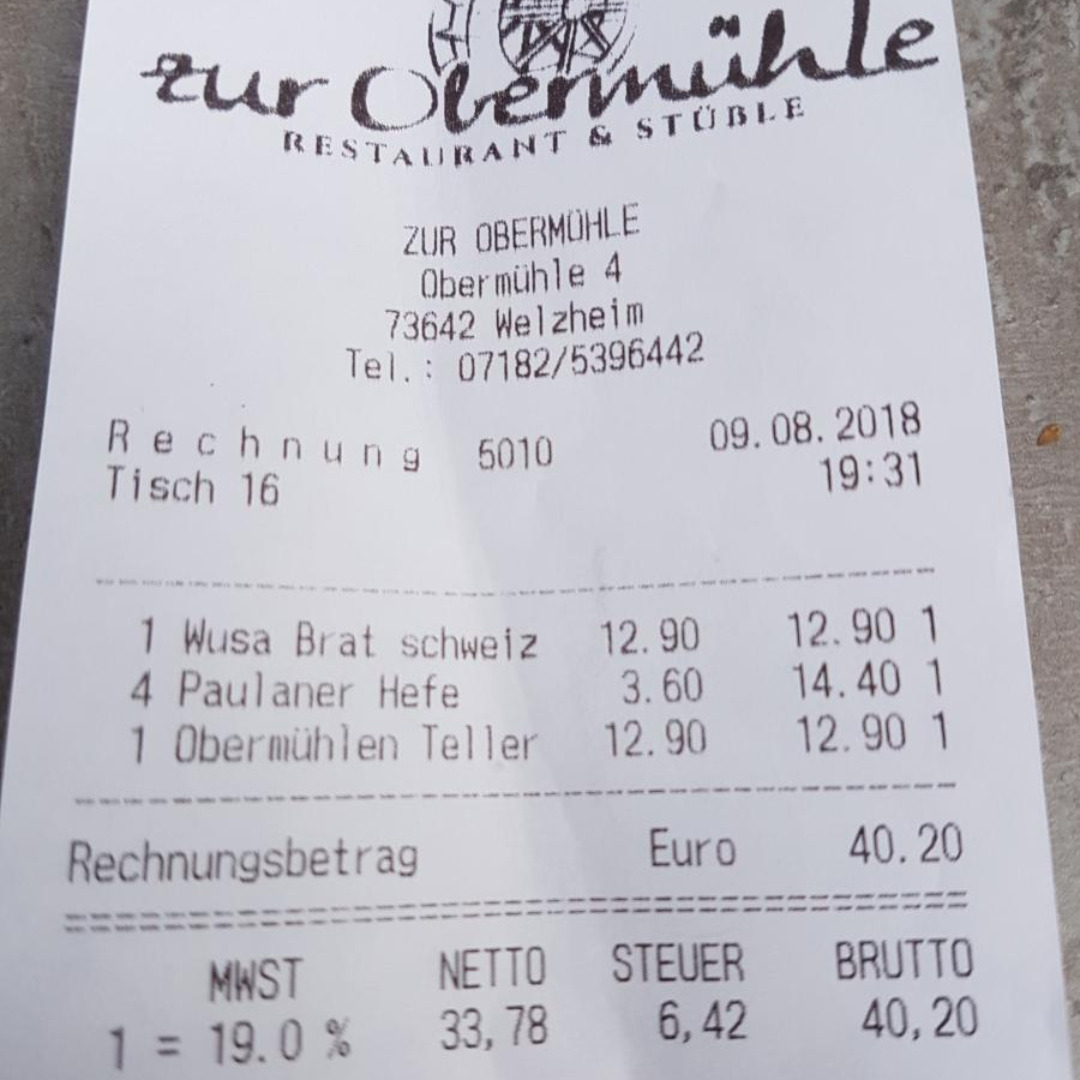 zur Obermühle
RESTAURANT & STÜBLE
ZUR OBERMÜHLE
Obermühle 4
73642 Welzheim
Tel.: 07182/5396442
Rechnung 5010 09.08.2018
Tisch 16 19:31
1 Wusa Brat schweiz 12.90 12.90 1
4 Paulaner Hefe 3.60 14.40 1
1 Obermühlen Teller 12.90 12.90 1
Rechnungsbetrag Euro 40.20
MWST NETTO STEUER BRUTTO
1 = 19.0 % 33,78 6,42 40,20